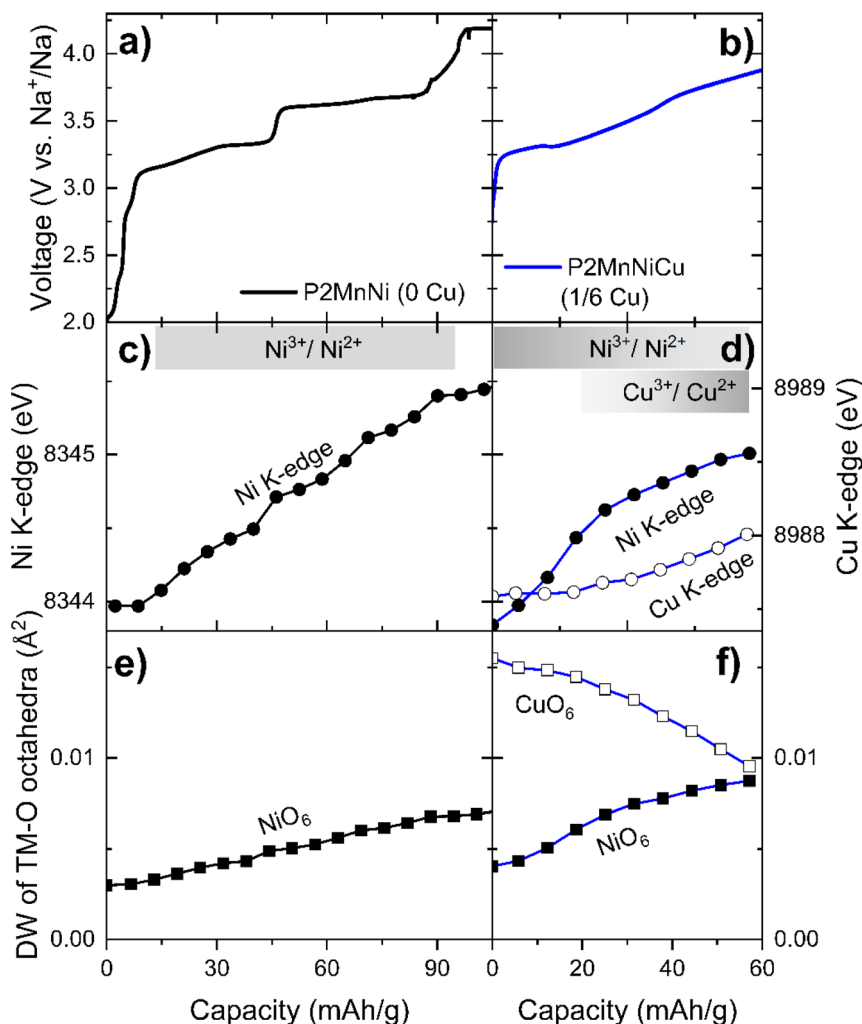 a)
b)
Voltage (V vs. Na⁺/Na)
4.0
3.5
3.0
2.5
2.0
P2MnNi (0 Cu)
P2MnNiCu
(1/6 Cu)
c)
Ni³⁺/ Ni²⁺
Ni³⁺/ Ni²⁺
d)
Cu³⁺/ Cu²⁺
Ni K-edge (eV)
8345
8344
Ni K-edge
Ni K-edge
Cu K-edge
8989
8988
Cu K-edge (eV)
e)
f)
DW of TM-O octahedra (Å²)
0.01
0.00
NiO₆
CuO₆
NiO₆
0.01
0.00
0 30 60 90
0 20 40 60
Capacity (mAh/g)
Capacity (mAh/g)